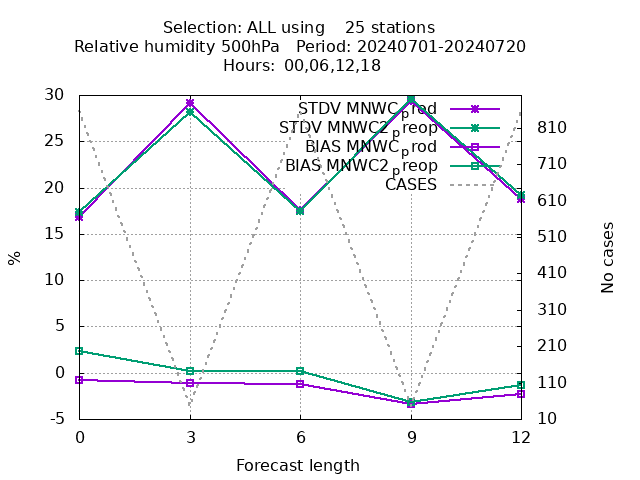 Selection: ALL using 25 stations
Relative humidity 500hPa Period: 20240701-20240720
Hours: 00,06,12,18
STDV MNWC_prod
STDV MNWC2_preop
BIAS MNWC_prod
BIAS MNWC2_preop
CASES
30
25
20
15
10
5
0
-5
%
810
710
610
510
410
310
210
110
10
No cases
0 3 6 9 12
Forecast length